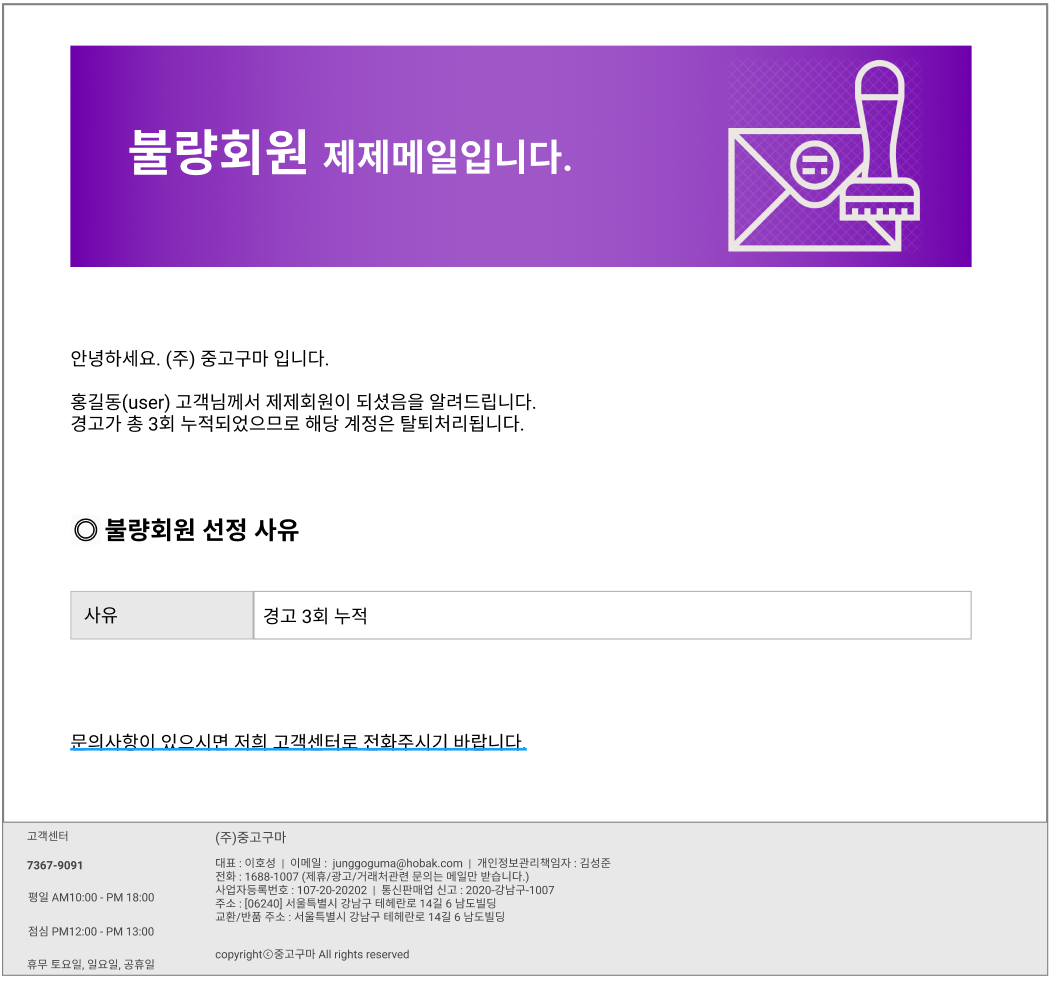 불량회원 제제메일입니다.
안녕하세요. (주) 중고구마 입니다.
홍길동(user) 고객님께서 제제회원이 되셨음을 알려드립니다.
경고가 총 3회 누적되었으므로 해당 계정은 탈퇴처리됩니다.
◎ 불량회원 선정 사유
사유 경고 3회 누적
문의사항이 있으시면 저희 고객센터로 전화주시기 바랍니다.
고객센터
7367-9091
평일 AM10:00 - PM 18:00
점심 PM12:00 - PM 13:00
휴무 토요일, 일요일, 공휴일
(주)중고구마
대표 : 이호성 | 이메일 : junggoguma@hobak.com | 개인정보관리책임자 : 김성준
전화 : 1688-1007 (제휴/광고/거래처관련 문의는 메일만 받습니다.)
사업자등록번호 : 107-20-20202 | 통신판매업 신고 : 2020-강남구-1007
주소 : [06240] 서울특별시 강남구 테헤란로 14길 6 남도빌딩
교환/반품 주소 : 서울특별시 강남구 테헤란로 14길 6 남도빌딩
copyrightⓒ중고구마 All rights reserved